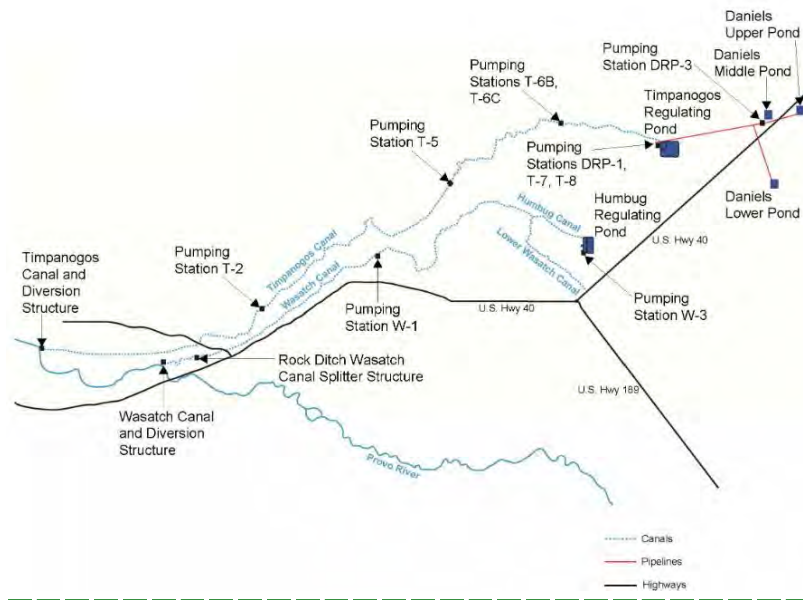 Daniels
Upper Pond
Pumping
Station DRP-3
Daniels
Middle Pond
Pumping
Stations T-6B,
T-6C
Timpanogos
Regulating
Pond
Pumping
Station T-5
Pumping
Stations DRP-1,
T-7, T-8
Daniels
Lower Pond
Humbug
Regulating
Pond
Humbug Canal
U.S. Hwy 40
Timpanogos
Canal and
Diversion
Structure
Pumping
Station T-2
Timpanogos Canal
Wasatch Canal
Lower Wasatch Canal
Pumping
Station W-1
U.S. Hwy 40
Pumping
Station W-3
Rock Ditch Wasatch
Canal Splitter Structure
U.S. Hwy 189
Wasatch Canal
and Diversion
Structure
Provo River
Canals
Pipelines
Highways